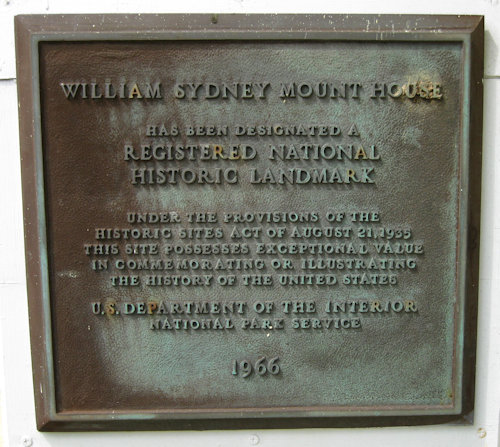 WILLIAM SYDNEY MOUNT HOUSE
HAS BEEN DESIGNATED A
REGISTERED NATIONAL
HISTORIC LANDMARK
UNDER THE PROVISIONS OF THE
HISTORIC SITES ACT OF AUGUST 21, 1935
THIS SITE POSSESSES EXCEPTIONAL VALUE
IN COMMEMORATING OR ILLUSTRATING
THE HISTORY OF THE UNITED STATES
U.S. DEPARTMENT OF THE INTERIOR
NATIONAL PARK SERVICE
1966